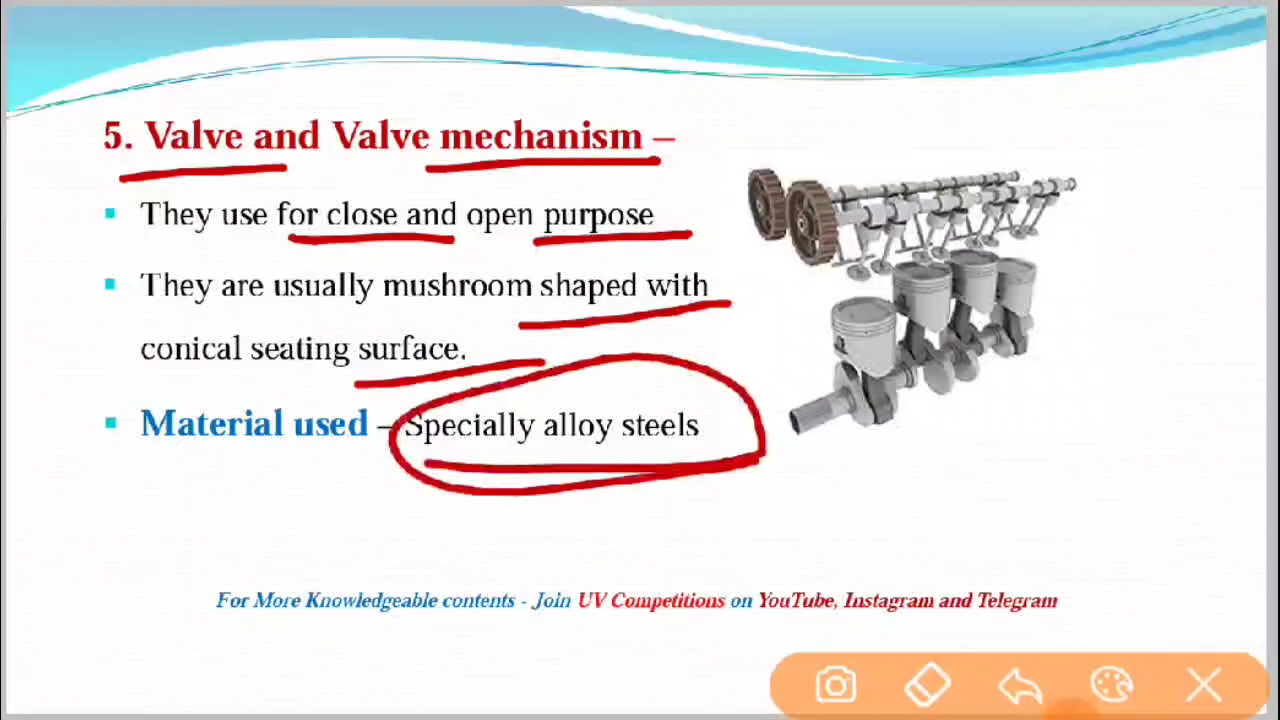 5. Valve and Valve mechanism –
They use for close and open purpose
They are usually mushroom shaped with
conical seating surface.
Material used – Specially alloy steels
For More Knowledgeable contents - Join UV Competitions on YouTube, Instagram and Telegram